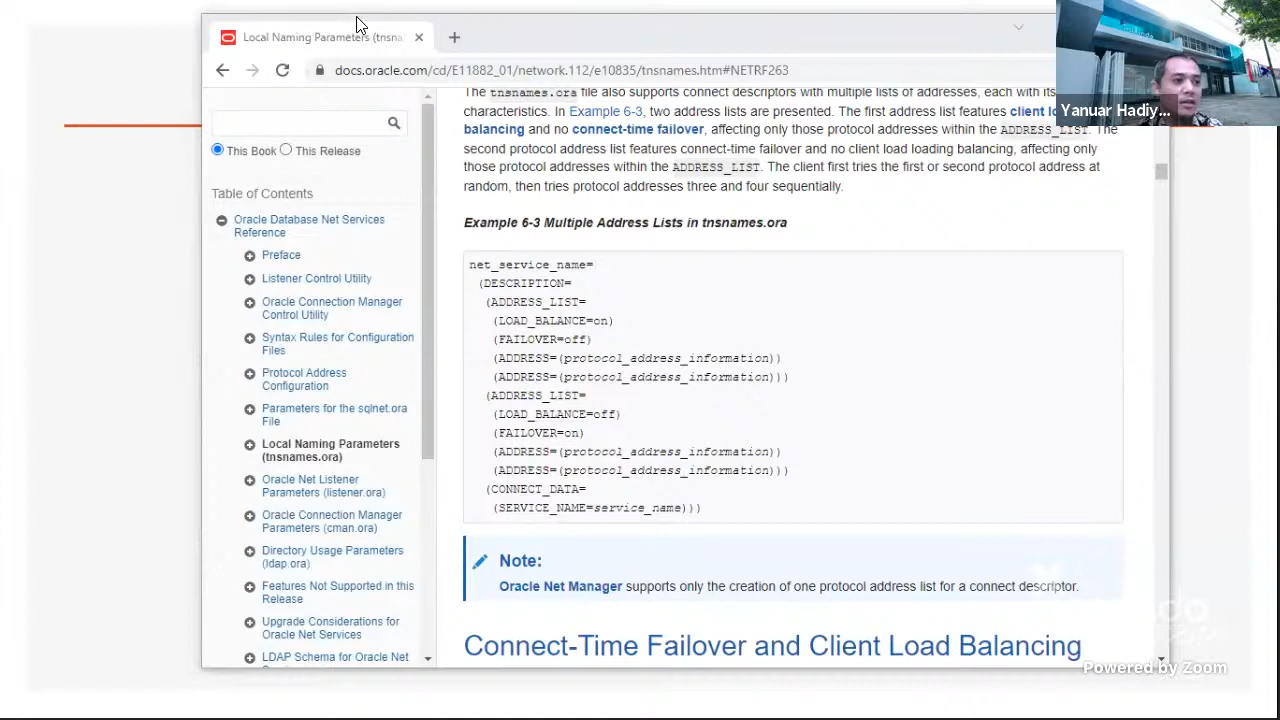 Local Naming Parameters (tnsna
docs.oracle.com/cd/E11882_01/network.112/e10835/tnsnames.htm#NETRF263
Yanuar Hadiy...
This Book This Release
Table of Contents
Oracle Database Net Services
Reference
Preface
Listener Control Utility
Oracle Connection Manager
Control Utility
Syntax Rules for Configuration
Files
Protocol Address
Configuration
Parameters for the sqlnet.ora
File
Local Naming Parameters
(tnsnames.ora)
Oracle Net Listener
Parameters (listener.ora)
Oracle Connection Manager
Parameters (cman.ora)
Directory Usage Parameters
(ldap.ora)
Features Not Supported in this
Release
Upgrade Considerations for
Oracle Net Services
LDAP Schema for Oracle Net
The tnsnames.ora file also supports connect descriptors with multiple lists of addresses, each with its
characteristics. In Example 6-3, two address lists are presented. The first address list features client lo
balancing and no connect-time failover, affecting only those protocol addresses within the ADDRESS_LIST. The
second protocol address list features connect-time failover and no client load loading balancing, affecting only
those protocol addresses within the ADDRESS_LIST. The client first tries the first or second protocol address at
random, then tries protocol addresses three and four sequentially.
Example 6-3 Multiple Address Lists in tnsnames.ora
net_service_name=
(DESCRIPTION=
(ADDRESS_LIST=
(LOAD_BALANCE=on)
(FAILOVER=off)
(ADDRESS=(protocol_address_information))
(ADDRESS=(protocol_address_information)))
(ADDRESS_LIST=
(LOAD_BALANCE=off)
(FAILOVER=on)
(ADDRESS=(protocol_address_information))
(ADDRESS=(protocol_address_information)))
(CONNECT_DATA=
(SERVICE_NAME=service_name)))
Note:
Oracle Net Manager supports only the creation of one protocol address list for a connect descriptor.
Connect-Time Failover and Client Load Balancing
Powered by Zoom